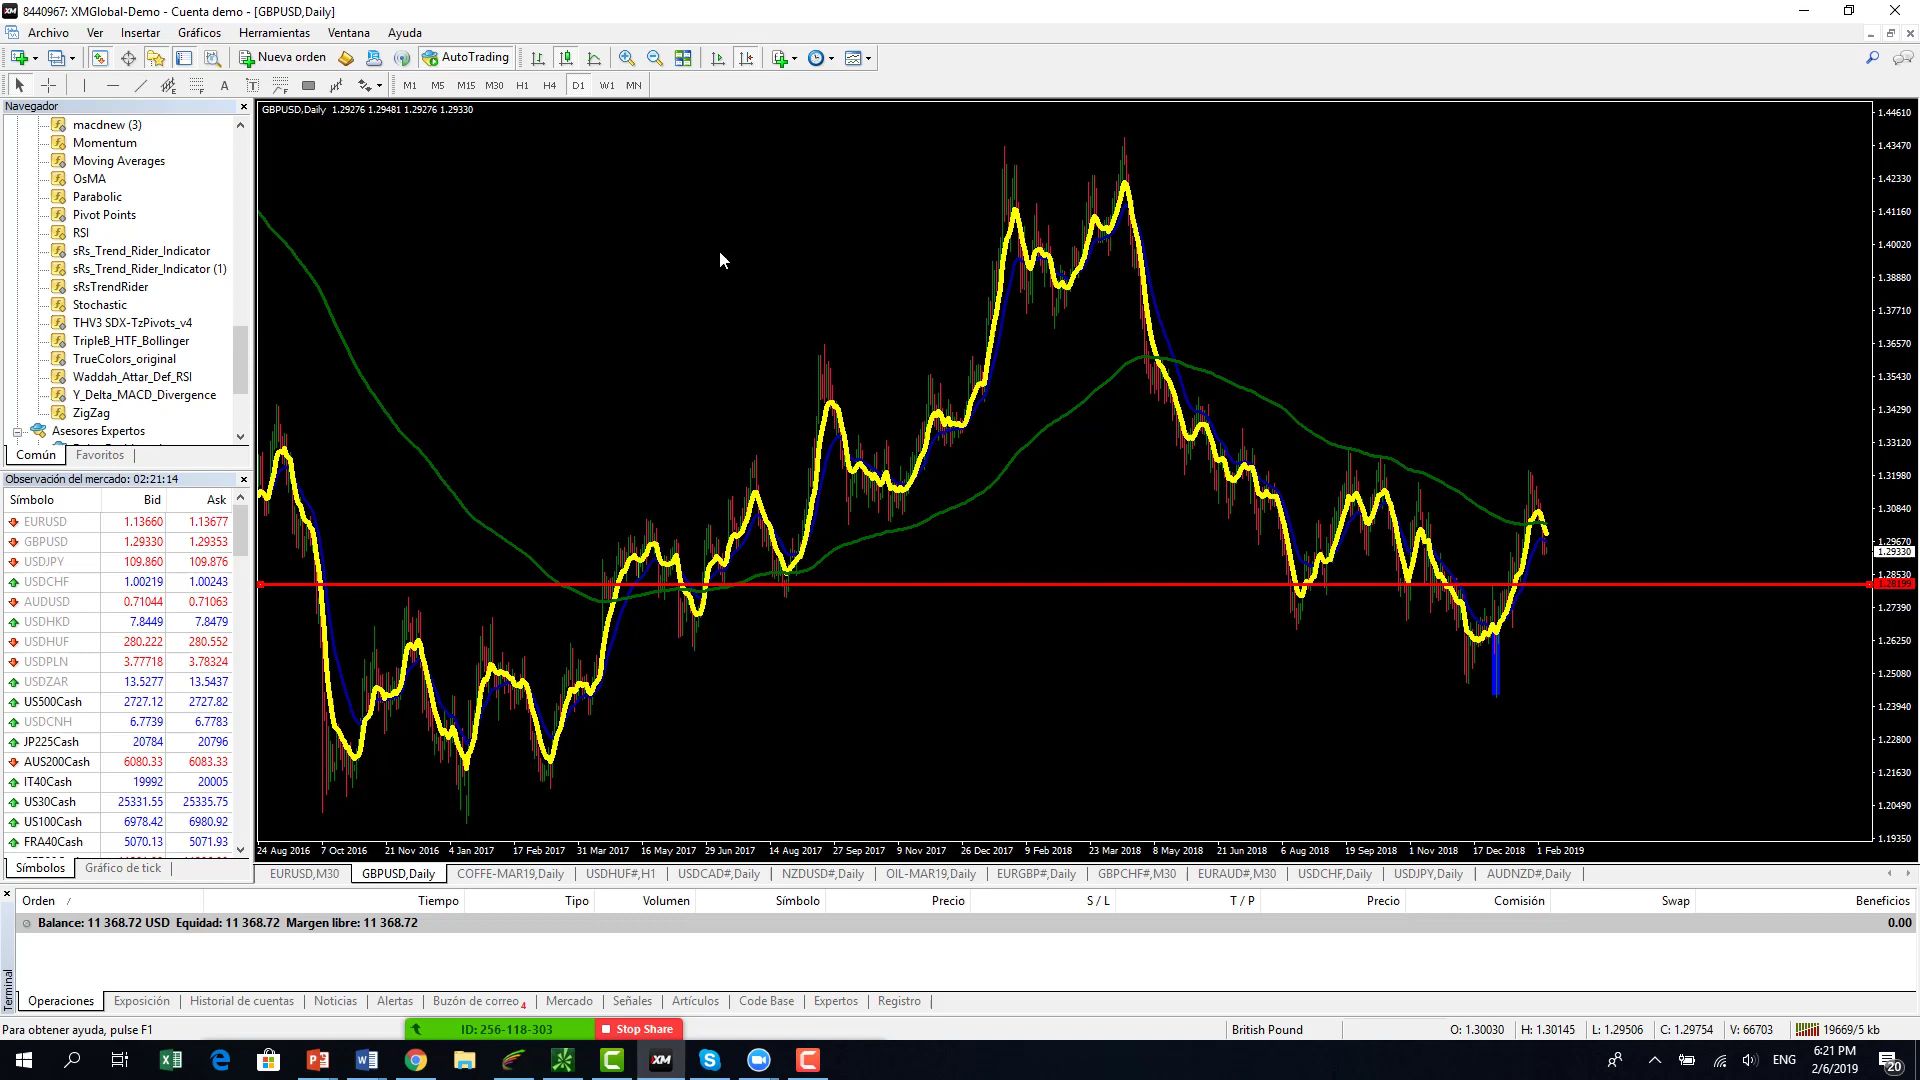 8440967: XMGlobal-Demo - Cuenta demo - [GBPUSD,Daily]
Archivo Ver Insertar Gráficos Herramientas Ventana Ayuda
Nueva orden AutoTrading
A T M1 M5 M15 M30 H1 H4 D1 W1 MN
Navegador
macdnew (3)
Momentum
Moving Averages
OsMA
Parabolic
Pivot Points
RSI
sRs_Trend_Rider_Indicator
sRs_Trend_Rider_Indicator (1)
sRsTrendRider
Stochastic
THV3 SDX-TzPivots_v4
TripleB_HTF_Bollinger
TrueColors_original
Waddah_Attar_Def_RSI
Y_Delta_MACD_Divergence
ZigZag
Asesores Expertos
Común Favoritos
Observación del mercado: 02:21:14
Símbolo Bid Ask
EURUSD 1.13660 1.13677
GBPUSD 1.29330 1.29353
USDJPY 109.860 109.876
USDCHF 1.00219 1.00243
AUDUSD 0.71044 0.71063
USDHKD 7.8449 7.8479
USDHUF 280.222 280.552
USDPLN 3.77718 3.78324
USDZAR 13.5277 13.5437
US500Cash 2727.12 2727.82
USDCNH 6.7739 6.7783
JP225Cash 20784 20796
AUS200Cash 6080.33 6083.33
IT40Cash 19992 20005
US30Cash 25331.55 25335.75
US100Cash 6978.42 6980.92
FRA40Cash 5070.13 5071.93
Símbolos Gráfico de tick
GBPUSD,Daily 1.29276 1.29481 1.29276 1.29330
1.44610
1.43470
1.42330
1.41160
1.40020
1.38880
1.37710
1.36570
1.35430
1.34290
1.33120
1.31980
1.30840
1.29670
1.29330
1.28530
1.28199
1.27390
1.26250
1.25080
1.23940
1.22800
1.21630
1.20490
1.19350
24 Aug 2016 7 Oct 2016 21 Nov 2016 4 Jan 2017 17 Feb 2017 31 Mar 2017 16 May 2017 29 Jun 2017 14 Aug 2017 27 Sep 2017 9 Nov 2017 26 Dec 2017 9 Feb 2018 23 Mar 2018 8 May 2018 21 Jun 2018 6 Aug 2018 19 Sep 2018 1 Nov 2018 17 Dec 2018 1 Feb 2019
EURUSD,M30 GBPUSD,Daily COFFE-MAR19,Daily USDHUF#,H1 USDCAD#,Daily NZDUSD#,Daily OIL-MAR19,Daily EURGBP#,Daily GBPCHF#,M30 EURAUD#,M30 USDCHF,Daily USDJPY,Daily AUDNZD#,Daily
Orden / Tiempo Tipo Volumen Símbolo Precio S / L T / P Precio Comisión Swap Beneficios
Balance: 11 368.72 USD Equidad: 11 368.72 Margen libre: 11 368.72 0.00
Terminal
Operaciones Exposición Historial de cuentas Noticias Alertas Buzón de correo 4 Mercado Señales Artículos Code Base Expertos Registro
Para obtener ayuda, pulse F1 ID: 256-118-303 Stop Share British Pound O: 1.30030 H: 1.30145 L: 1.29506 C: 1.29754 V: 66703 19669/5 kb
XM ENG 6:21 PM
2/6/2019 20